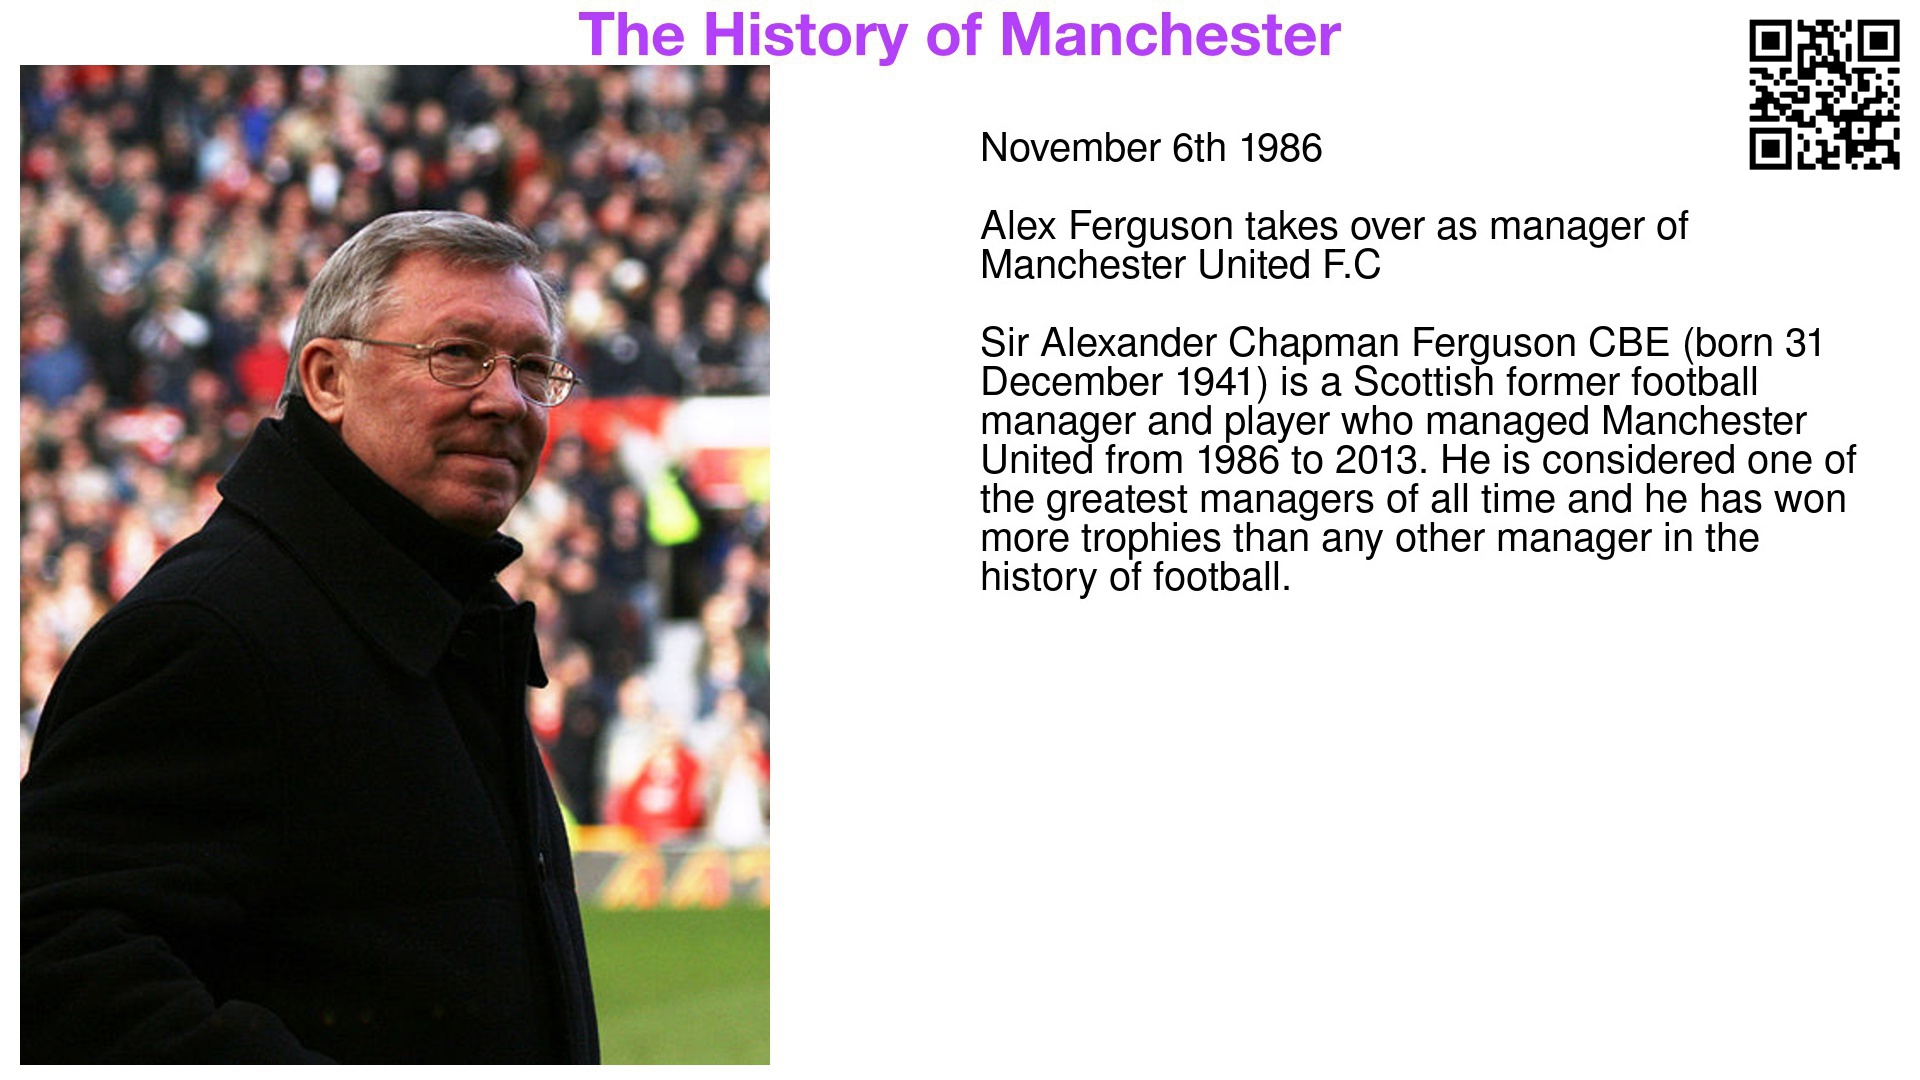 The History of Manchester
November 6th 1986
Alex Ferguson takes over as manager of
Manchester United F.C
Sir Alexander Chapman Ferguson CBE (born 31
December 1941) is a Scottish former football
manager and player who managed Manchester
United from 1986 to 2013. He is considered one of
the greatest managers of all time and he has won
more trophies than any other manager in the
history of football.